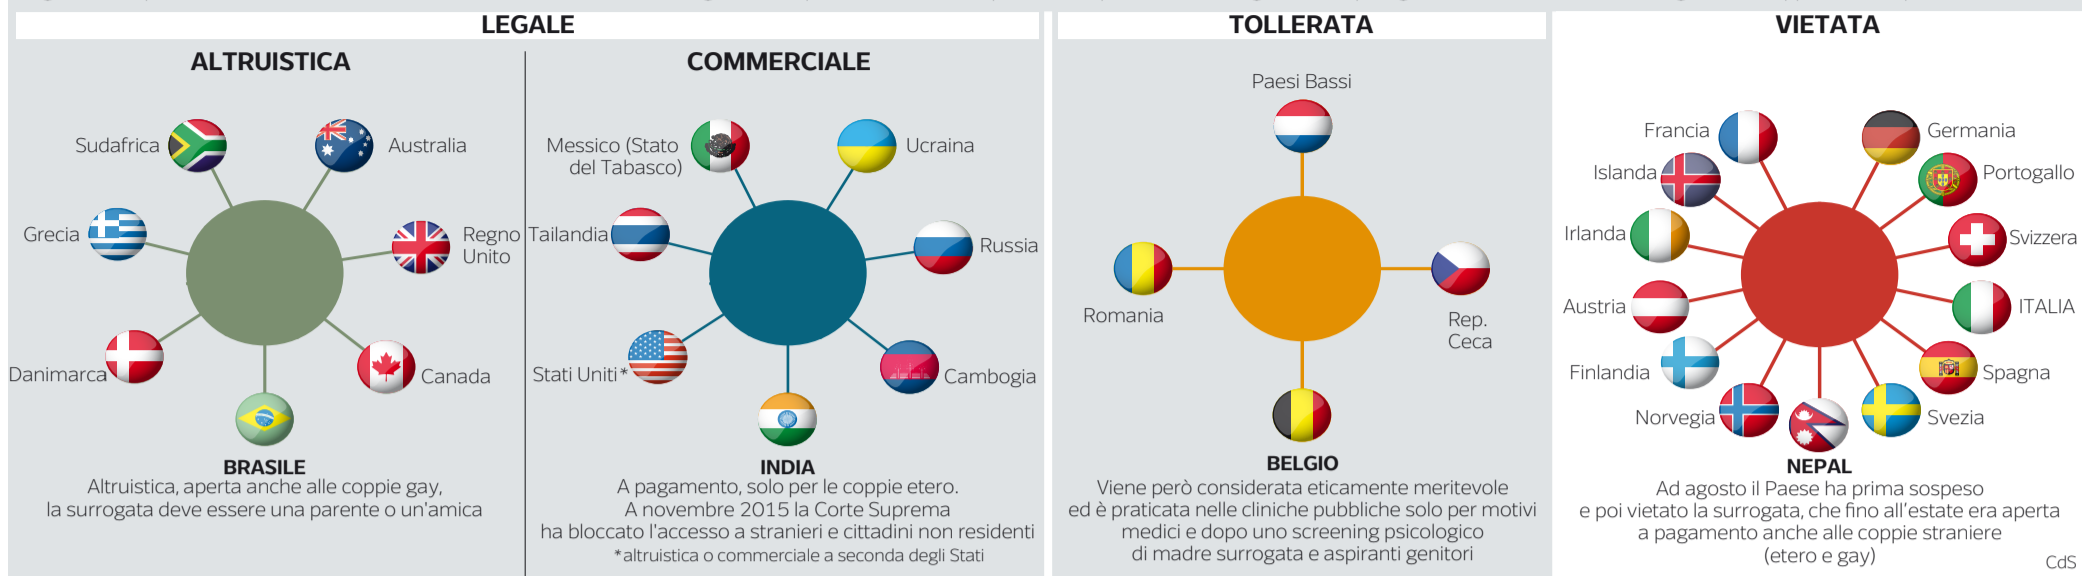 LEGALE
ALTRUISTICA
Sudafrica
Australia
Grecia
Regno
Unito
Danimarca
Canada
BRASILE
Altruistica, aperta anche alle coppie gay,
la surrogata deve essere una parente o un'amica
COMMERCIALE
Messico (Stato
del Tabasco)
Ucraina
Tailandia
Russia
Stati Uniti*
Cambogia
INDIA
A pagamento, solo per le coppie etero.
A novembre 2015 la Corte Suprema
ha bloccato l'accesso a stranieri e cittadini non residenti
*altruistica o commerciale a seconda degli Stati
TOLLERATA
Paesi Bassi
Romania
Rep.
Ceca
BELGIO
Viene però considerata eticamente meritevole
ed è praticata nelle cliniche pubbliche solo per motivi
medici e dopo uno screening psicologico
di madre surrogata e aspiranti genitori
VIETATA
Francia
Germania
Islanda
Portogallo
Irlanda
Svizzera
Austria
ITALIA
Finlandia
Spagna
Norvegia
Svezia
NEPAL
Ad agosto il Paese ha prima sospeso
e poi vietato la surrogata, che fino all'estate era aperta
a pagamento anche alle coppie straniere
(etero e gay)
CdS